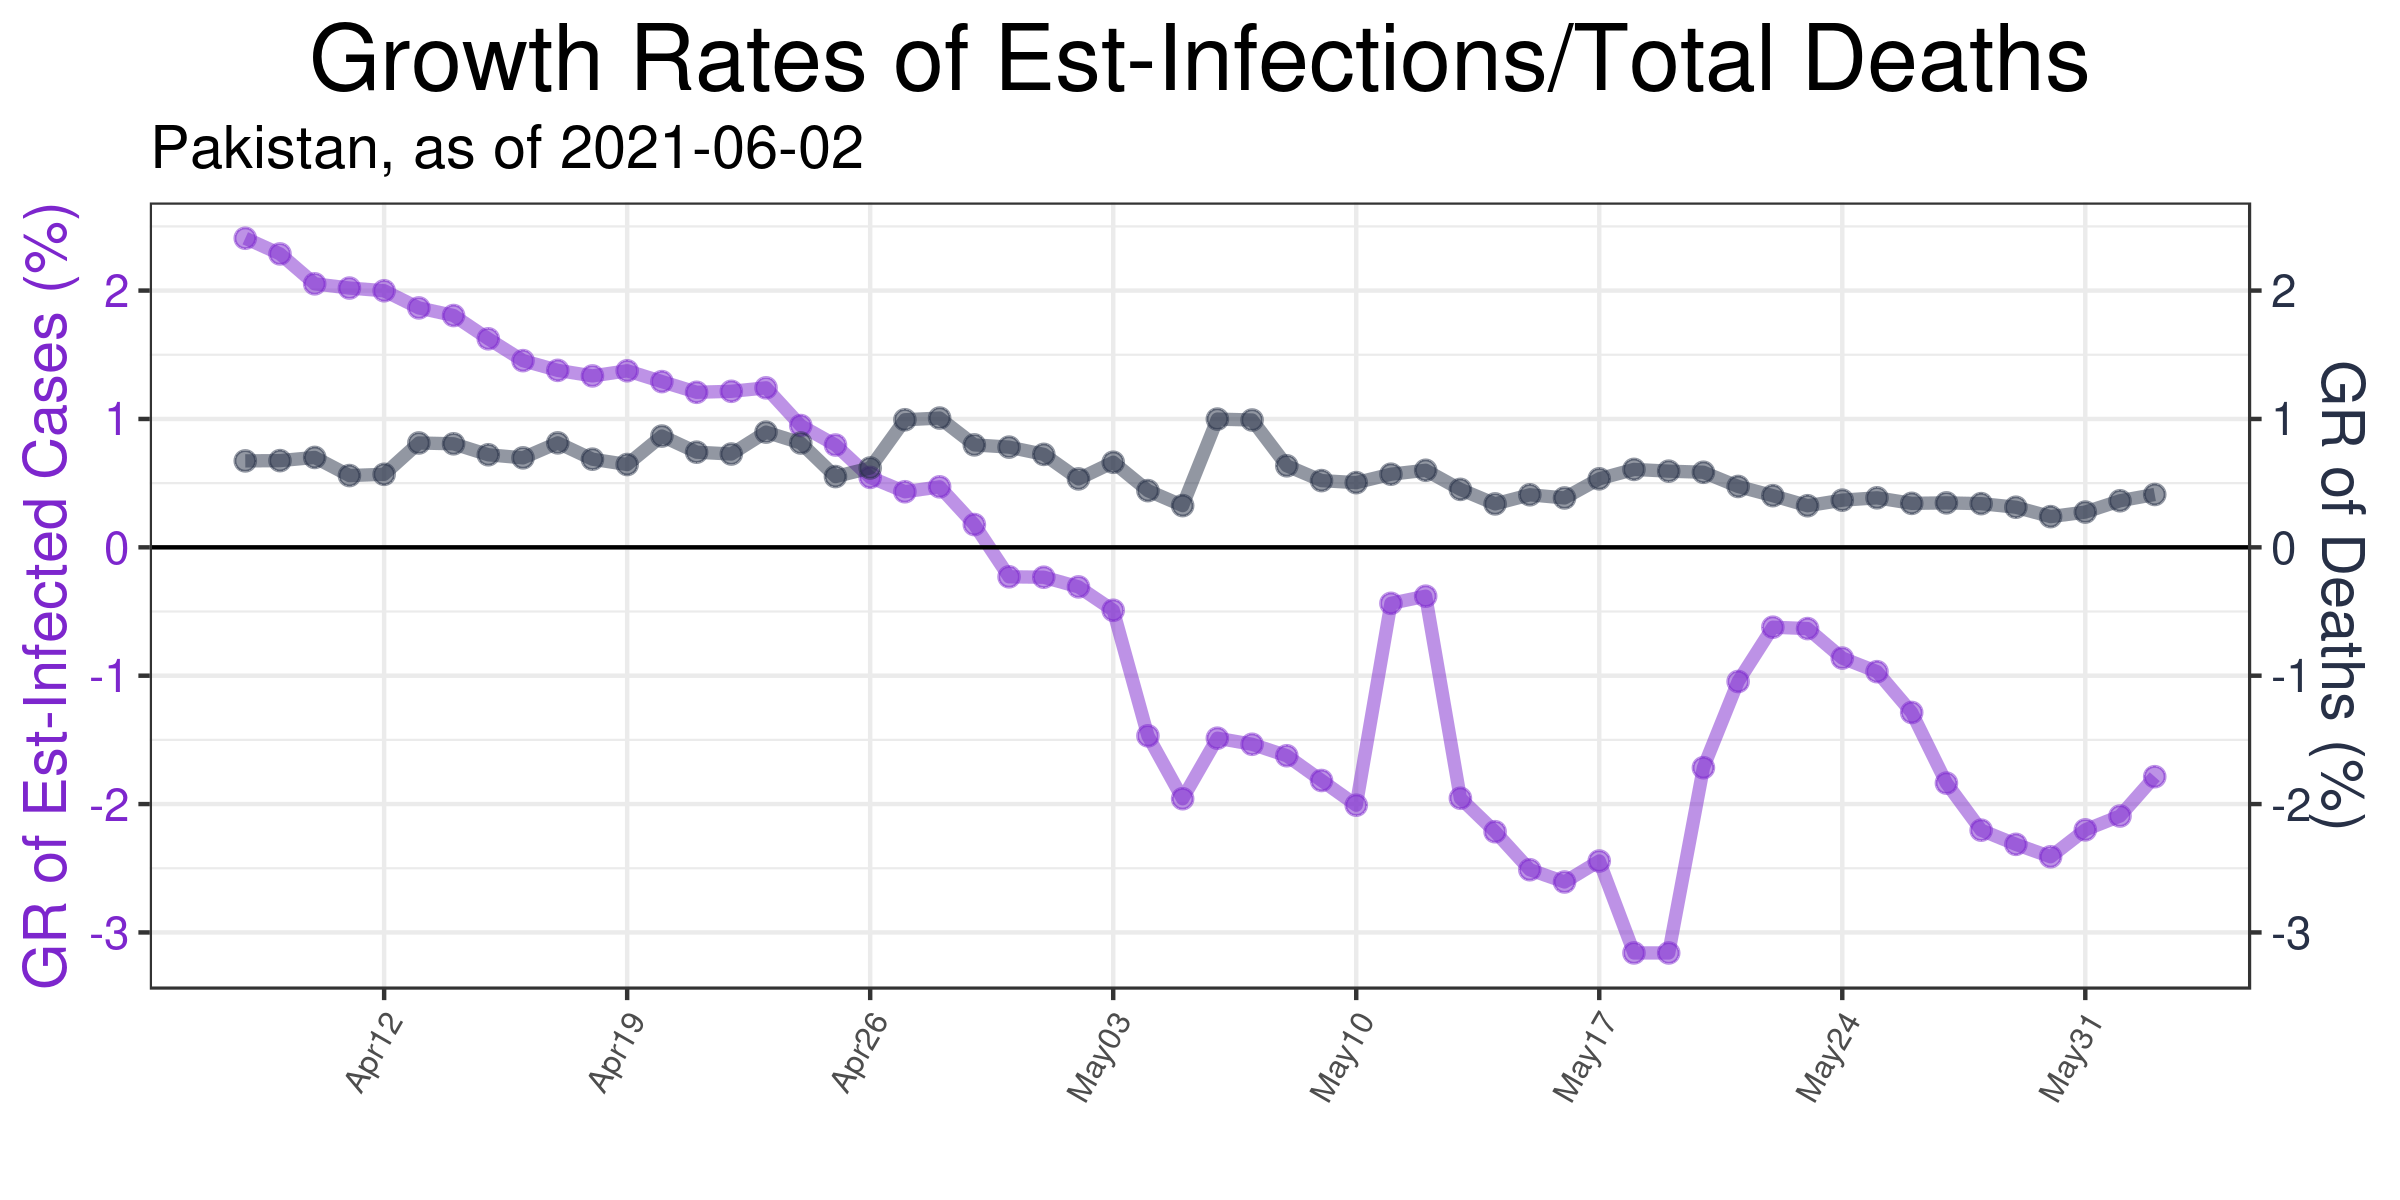 Growth Rates of Est-Infections/Total Deaths
Pakistan, as of 2021-06-02
GR of Est-Infected Cases (%)
2
1
0
-1
-2
-3
2
1
0
-1
-2
-3
GR of Deaths (%)
Apr12
Apr19
Apr26
May03
May10
May17
May24
May31